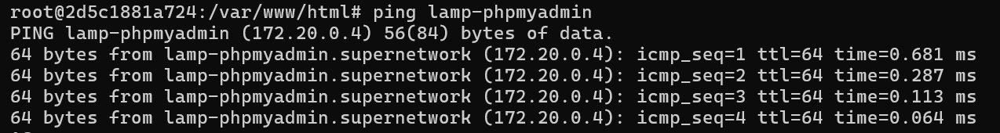 root@2d5c1881a724:/var/www/html# ping lamp-phpmyadmin
PING lamp-phpmyadmin (172.20.0.4) 56(84) bytes of data.
64 bytes from lamp-phpmyadmin.supernetwork (172.20.0.4): icmp_seq=1 ttl=64 time=0.681 ms
64 bytes from lamp-phpmyadmin.supernetwork (172.20.0.4): icmp_seq=2 ttl=64 time=0.287 ms
64 bytes from lamp-phpmyadmin.supernetwork (172.20.0.4): icmp_seq=3 ttl=64 time=0.113 ms
64 bytes from lamp-phpmyadmin.supernetwork (172.20.0.4): icmp_seq=4 ttl=64 time=0.064 ms